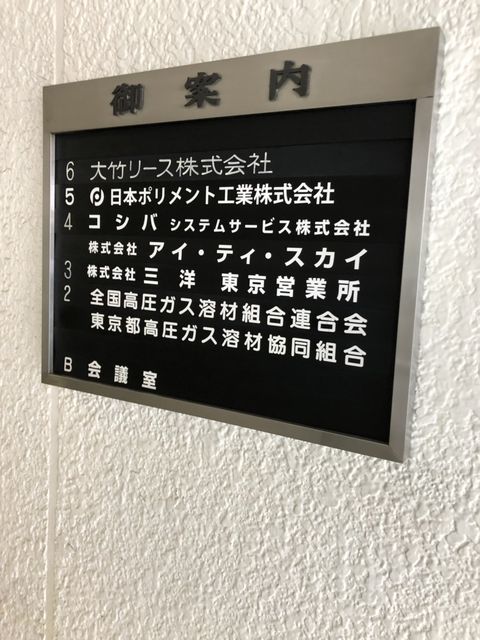 御案内
6 大竹リース株式会社
5 日本ポリメント工業株式会社
4 コシバ システムサービス株式会社
株式会社 アイ・ティ・スカイ
3 株式会社 三洋 東京営業所
2 全国高圧ガス溶材組合連合会
東京都高圧ガス溶材協同組合
B 会議室